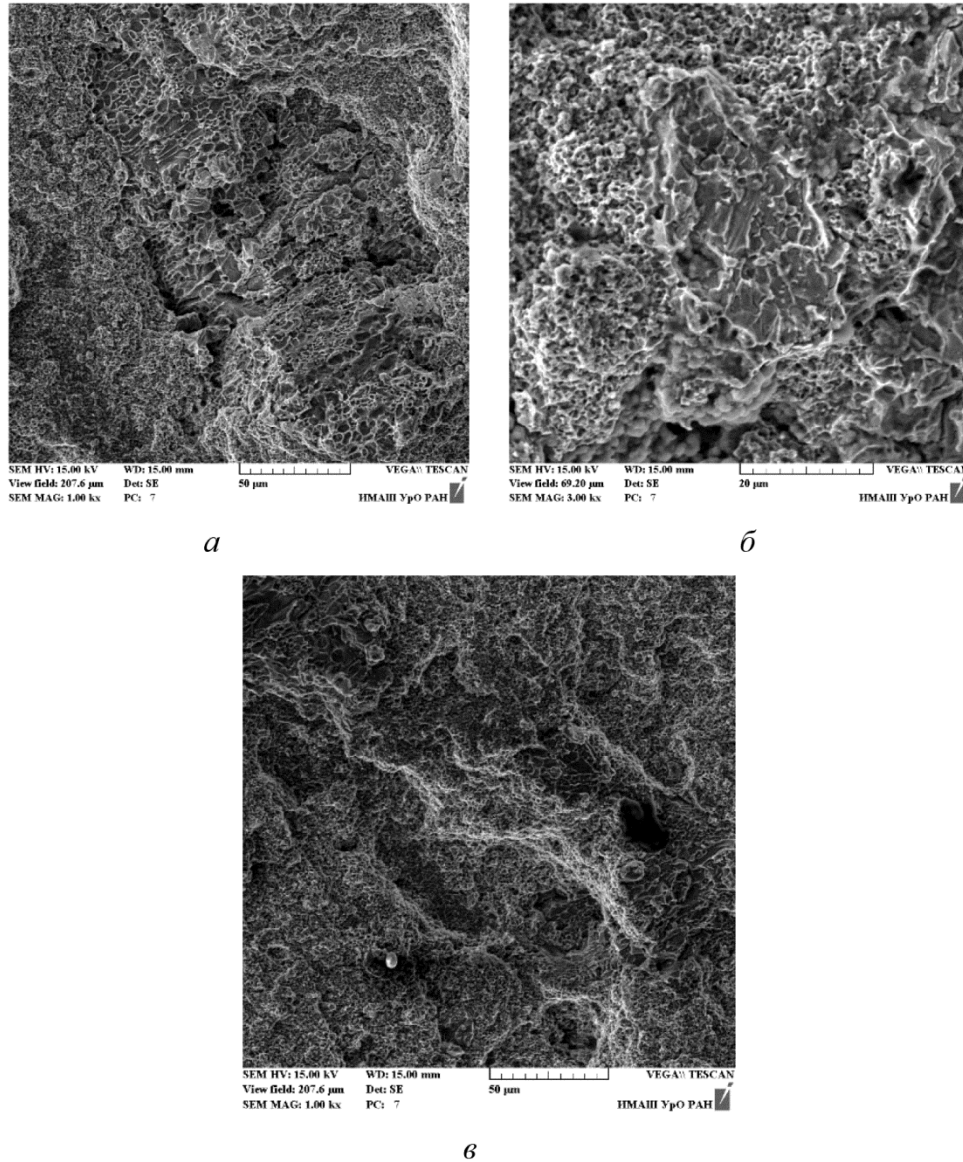 SEM HV: 15.00 kV WD: 15.00 mm VEGA\\ TESCAN
View field: 207.6 µm Det: SE 50 µm
SEM MAG: 1.00 kx PC: 7 ИМАШ УрО РАН
SEM HV: 15.00 kV WD: 15.00 mm VEGA\\ TESCAN
View field: 69.20 µm Det: SE 20 µm
SEM MAG: 3.00 kx PC: 7 ИМАШ УрО РАН
а
б
SEM HV: 15.00 kV WD: 15.00 mm VEGA\\ TESCAN
View field: 207.6 µm Det: SE 50 µm
SEM MAG: 1.00 kx PC: 7 ИМАШ УрО РАН
в